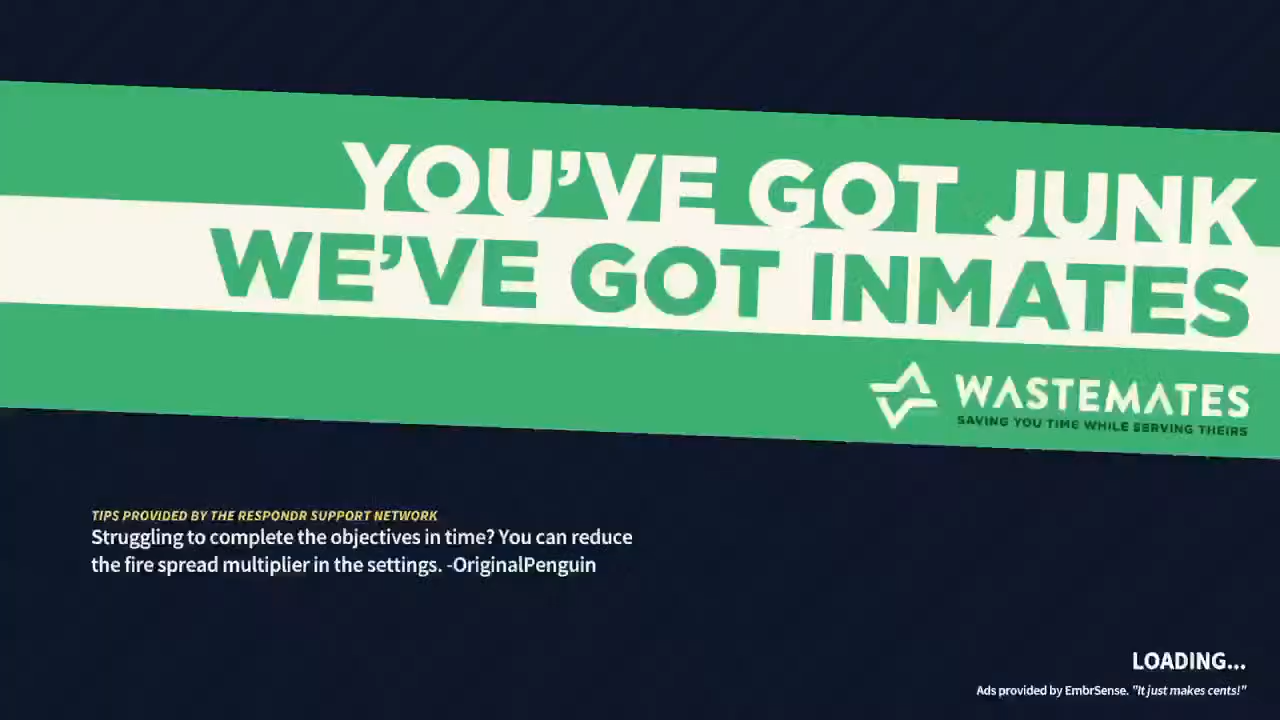 YOU'VE GOT JUNK
WE'VE GOT INMATES
WASTEMATES
SAVING YOU TIME WHILE SERVING THEIRS
TIPS PROVIDED BY THE RESPONDR SUPPORT NETWORK
Struggling to complete the objectives in time? You can reduce
the fire spread multiplier in the settings. -OriginalPenguin
LOADING...
Ads provided by EmbrSense. "It just makes cents!"